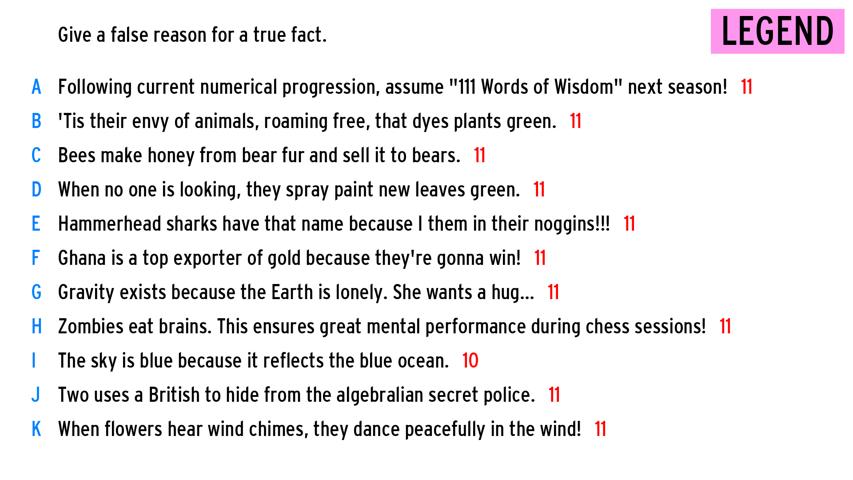 Give a false reason for a true fact.
LEGEND
A Following current numerical progression, assume "111 Words of Wisdom" next season! 11
B 'Tis their envy of animals, roaming free, that dyes plants green. 11
C Bees make honey from bear fur and sell it to bears. 11
D When no one is looking, they spray paint new leaves green. 11
E Hammerhead sharks have that name because I them in their noggins!!! 11
F Ghana is a top exporter of gold because they're gonna win! 11
G Gravity exists because the Earth is lonely. She wants a hug... 11
H Zombies eat brains. This ensures great mental performance during chess sessions! 11
I The sky is blue because it reflects the blue ocean. 10
J Two uses a British to hide from the algebralian secret police. 11
K When flowers hear wind chimes, they dance peacefully in the wind! 11